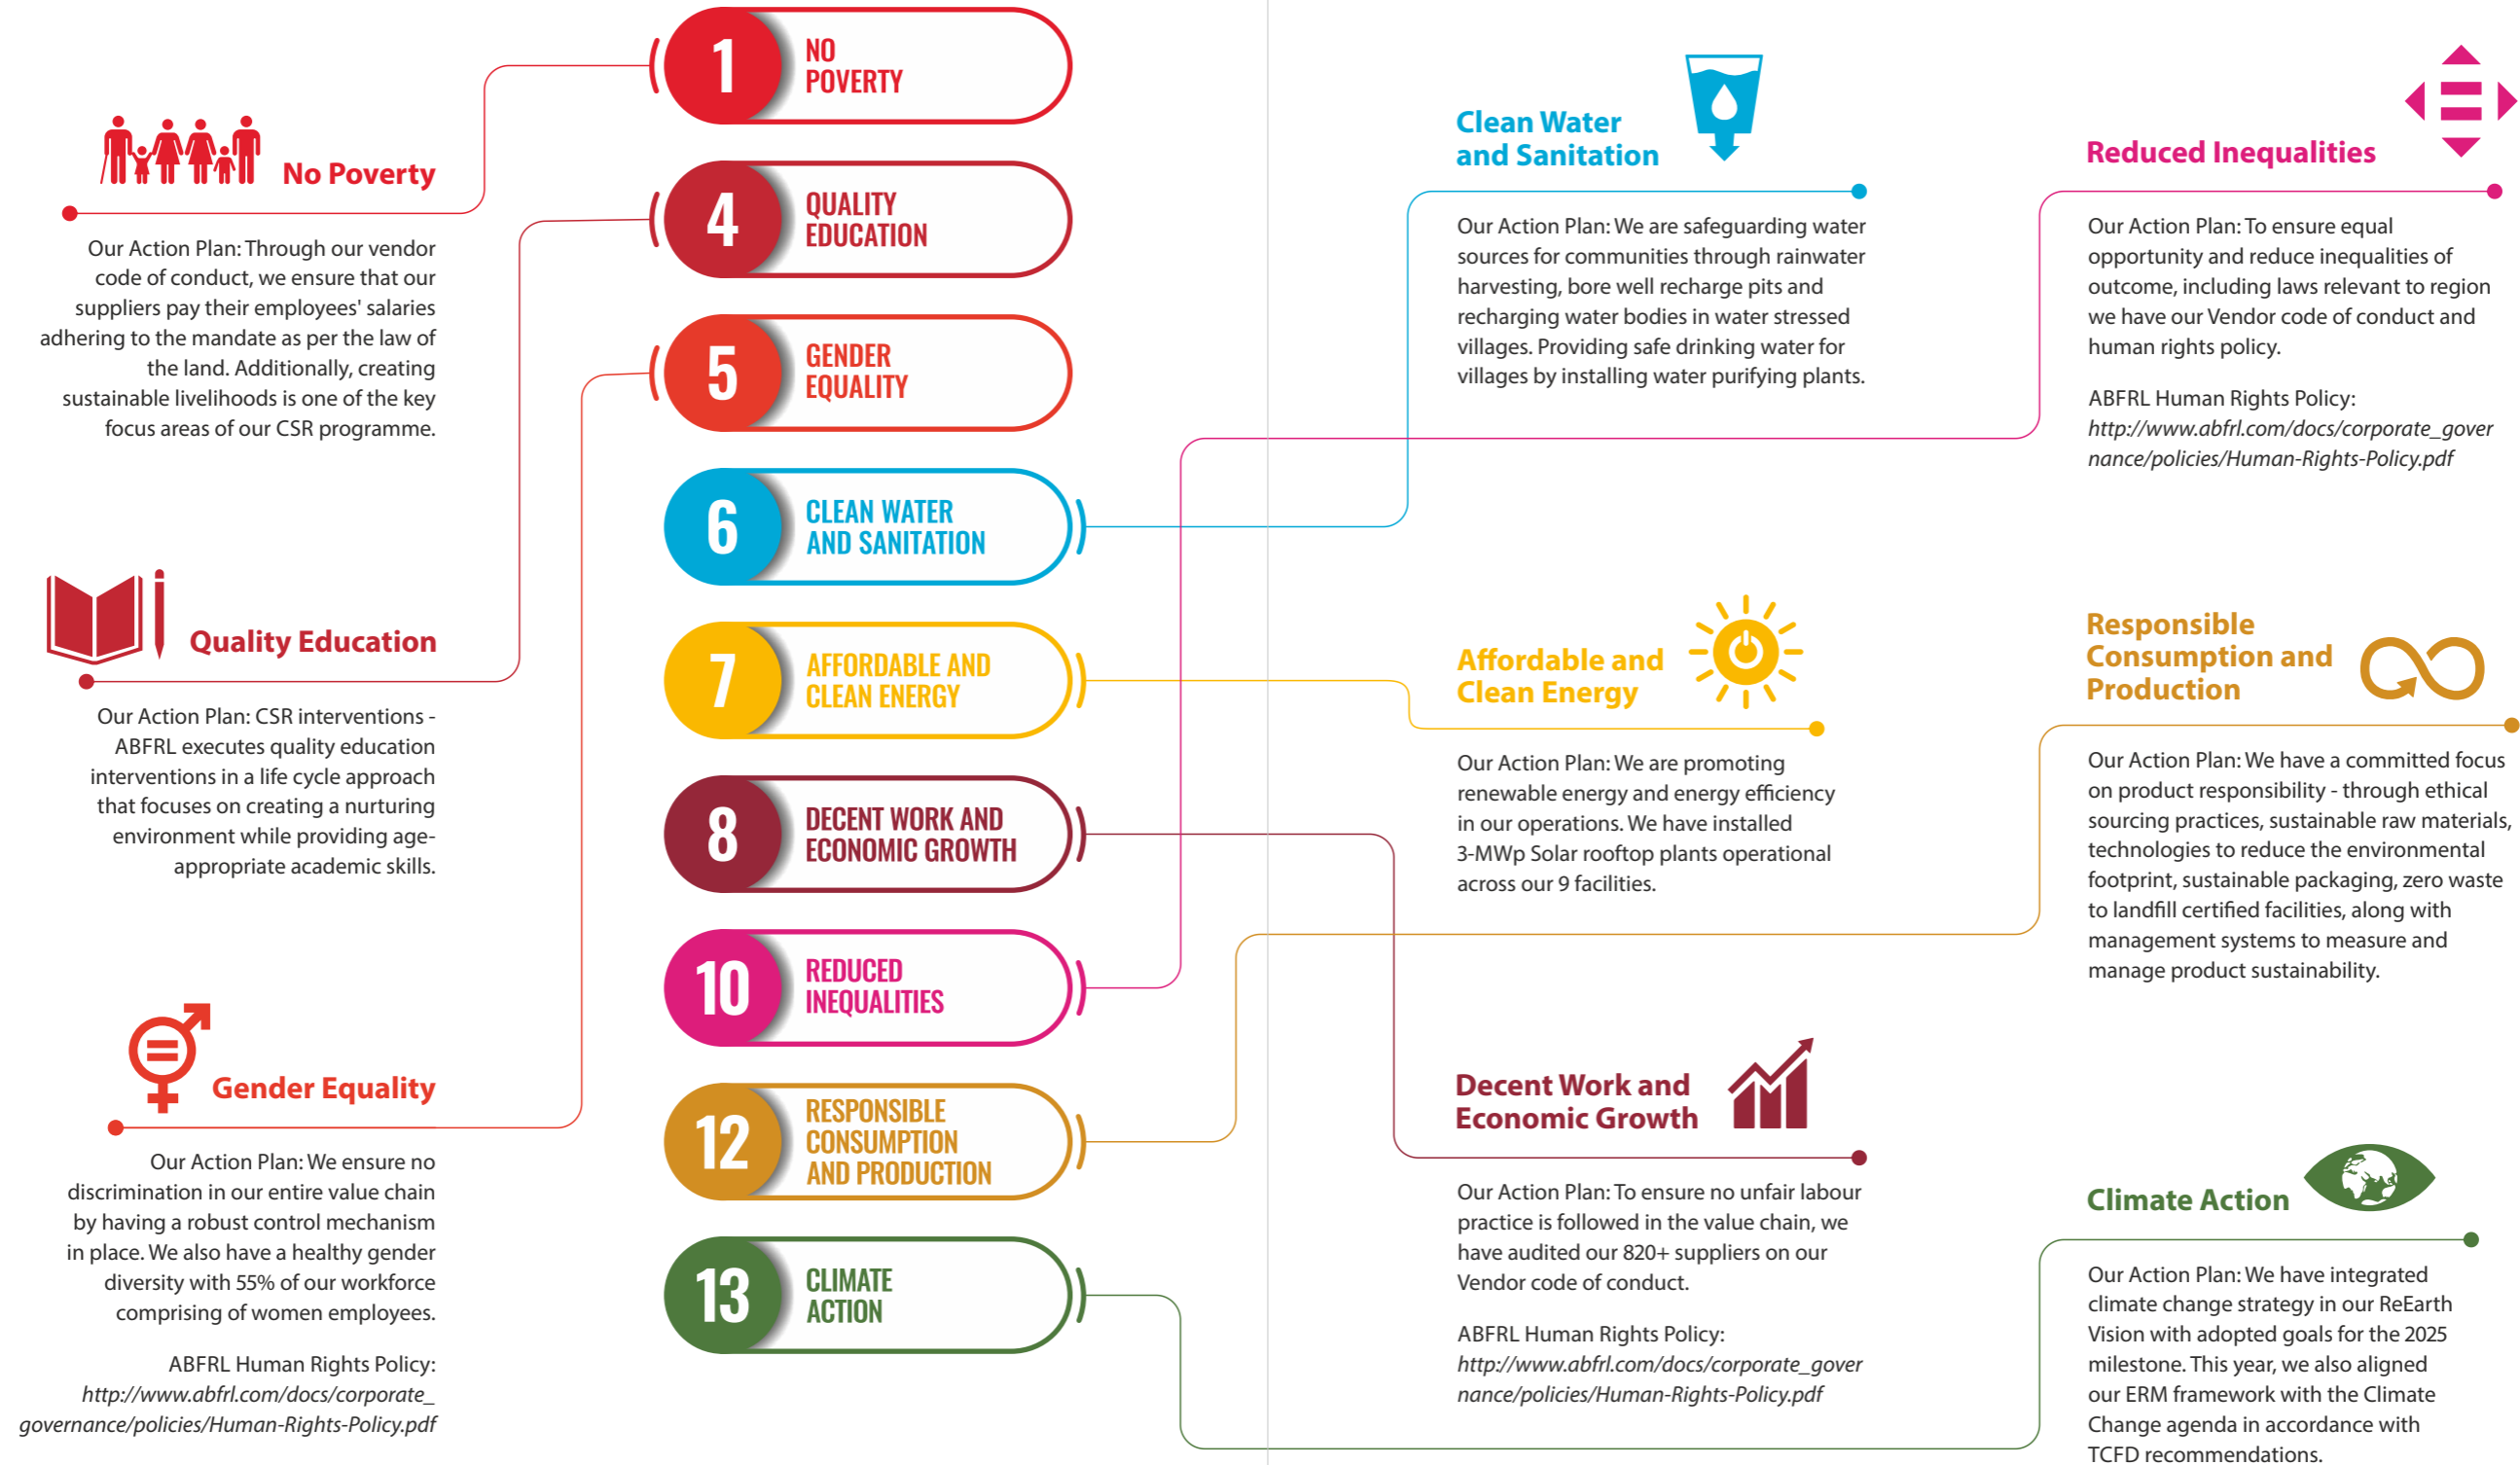 1
NO
POVERTY
4
QUALITY
EDUCATION
5
GENDER
EQUALITY
6
CLEAN WATER
AND SANITATION
7
AFFORDABLE AND
CLEAN ENERGY
8
DECENT WORK AND
ECONOMIC GROWTH
10
REDUCED
INEQUALITIES
12
RESPONSIBLE
CONSUMPTION
AND PRODUCTION
13
CLIMATE
ACTION
No Poverty
Our Action Plan: Through our vendor
code of conduct, we ensure that our
suppliers pay their employees' salaries
adhering to the mandate as per the law of
the land. Additionally, creating
sustainable livelihoods is one of the key
focus areas of our CSR programme.
Quality Education
Our Action Plan: CSR interventions -
ABFRL executes quality education
interventions in a life cycle approach
that focuses on creating a nurturing
environment while providing age-
appropriate academic skills.
Gender Equality
Our Action Plan: We ensure no
discrimination in our entire value chain
by having a robust control mechanism
in place. We also have a healthy gender
diversity with 55% of our workforce
comprising of women employees.
ABFRL Human Rights Policy:
http://www.abfrl.com/docs/corporate_
governance/policies/Human-Rights-Policy.pdf
Clean Water
and Sanitation
Our Action Plan: We are safeguarding water
sources for communities through rainwater
harvesting, bore well recharge pits and
recharging water bodies in water stressed
villages. Providing safe drinking water for
villages by installing water purifying plants.
Affordable and
Clean Energy
Our Action Plan: We are promoting
renewable energy and energy efficiency
in our operations. We have installed
3-MWp Solar rooftop plants operational
across our 9 facilities.
Decent Work and
Economic Growth
Our Action Plan: To ensure no unfair labour
practice is followed in the value chain, we
have audited our 820+ suppliers on our
Vendor code of conduct.
ABFRL Human Rights Policy:
http://www.abfrl.com/docs/corporate_gover
nance/policies/Human-Rights-Policy.pdf
Reduced Inequalities
Our Action Plan: To ensure equal
opportunity and reduce inequalities of
outcome, including laws relevant to region
we have our Vendor code of conduct and
human rights policy.
ABFRL Human Rights Policy:
http://www.abfrl.com/docs/corporate_gover
nance/policies/Human-Rights-Policy.pdf
Responsible
Consumption and
Production
Our Action Plan: We have a committed focus
on product responsibility - through ethical
sourcing practices, sustainable raw materials,
technologies to reduce the environmental
footprint, sustainable packaging, zero waste
to landfill certified facilities, along with
management systems to measure and
manage product sustainability.
Climate Action
Our Action Plan: We have integrated
climate change strategy in our ReEarth
Vision with adopted goals for the 2025
milestone. This year, we also aligned
our ERM framework with the Climate
Change agenda in accordance with
TCFD recommendations.